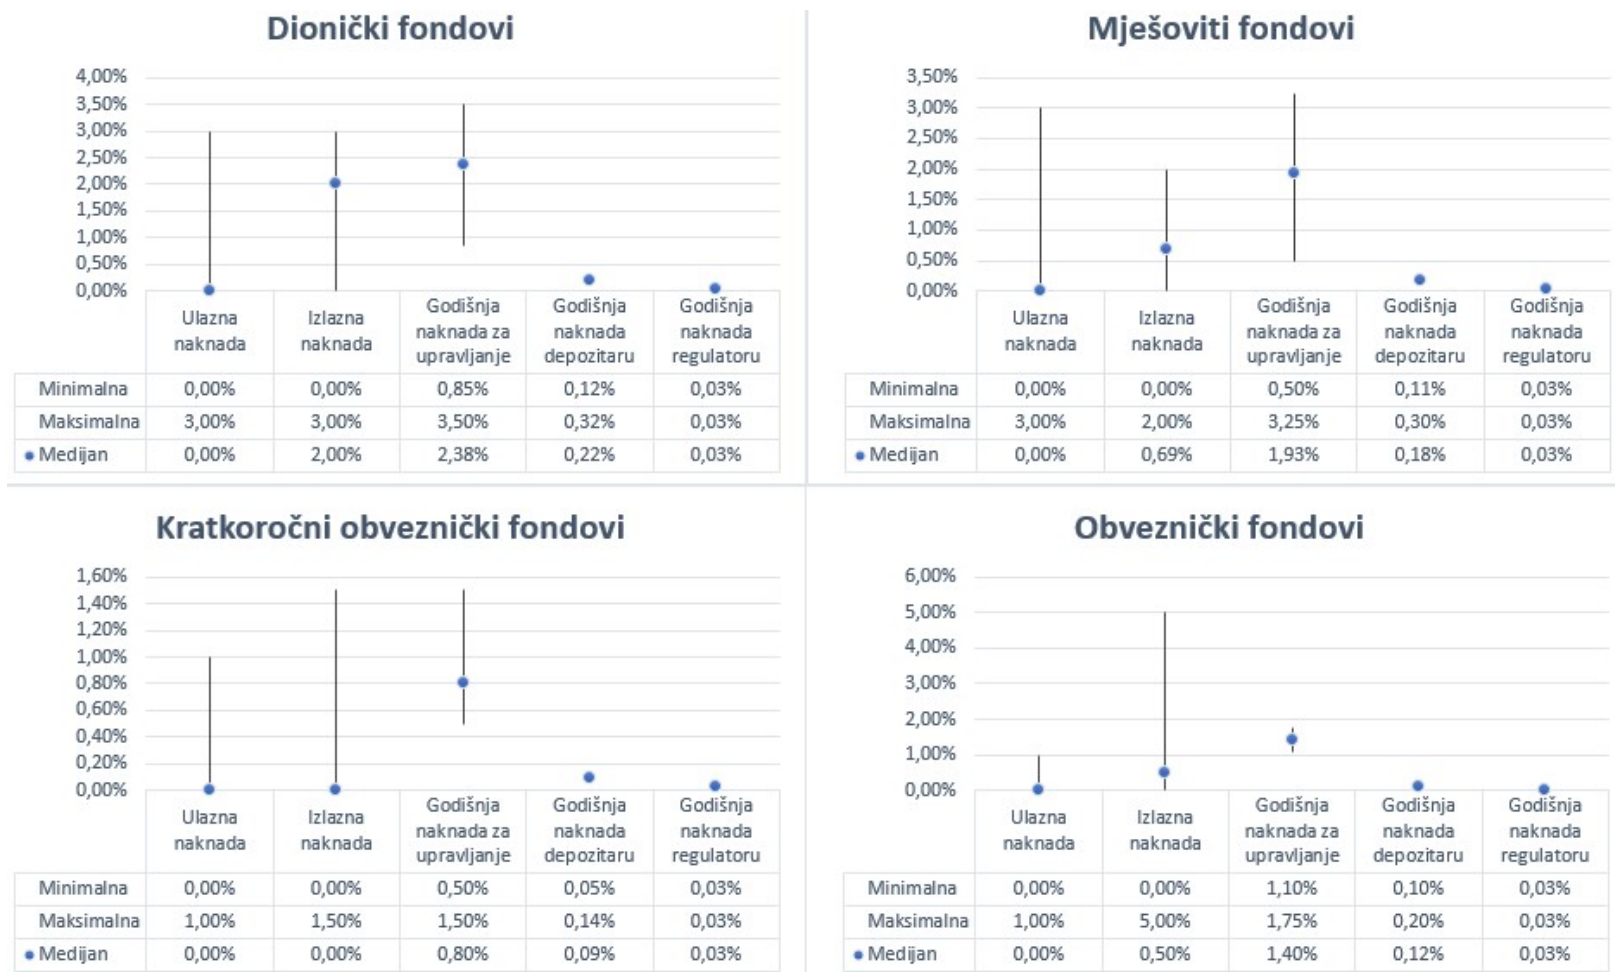 Dionički fondovi
4,00%
3,50%
3,00%
2,50%
2,00%
1,50%
1,00%
0,50%
0,00%
Ulazna naknada Izlazna naknada Godišnja naknada za upravljanje Godišnja naknada depozitaru Godišnja naknada regulatoru
Minimalna 0,00% 0,00% 0,85% 0,12% 0,03%
Maksimalna 3,00% 3,00% 3,50% 0,32% 0,03%
Medijan 0,00% 2,00% 2,38% 0,22% 0,03%
Mješoviti fondovi
3,50%
3,00%
2,50%
2,00%
1,50%
1,00%
0,50%
0,00%
Ulazna naknada Izlazna naknada Godišnja naknada za upravljanje Godišnja naknada depozitaru Godišnja naknada regulatoru
Minimalna 0,00% 0,00% 0,50% 0,11% 0,03%
Maksimalna 3,00% 2,00% 3,25% 0,30% 0,03%
Medijan 0,00% 0,69% 1,93% 0,18% 0,03%
Kratkoročni obveznički fondovi
1,60%
1,40%
1,20%
1,00%
0,80%
0,60%
0,40%
0,20%
0,00%
Ulazna naknada Izlazna naknada Godišnja naknada za upravljanje Godišnja naknada depozitaru Godišnja naknada regulatoru
Minimalna 0,00% 0,00% 0,50% 0,05% 0,03%
Maksimalna 1,00% 1,50% 1,50% 0,14% 0,03%
Medijan 0,00% 0,00% 0,80% 0,09% 0,03%
Obveznički fondovi
6,00%
5,00%
4,00%
3,00%
2,00%
1,00%
0,00%
Ulazna naknada Izlazna naknada Godišnja naknada za upravljanje Godišnja naknada depozitaru Godišnja naknada regulatoru
Minimalna 0,00% 0,00% 1,10% 0,10% 0,03%
Maksimalna 1,00% 5,00% 1,75% 0,20% 0,03%
Medijan 0,00% 0,50% 1,40% 0,12% 0,03%